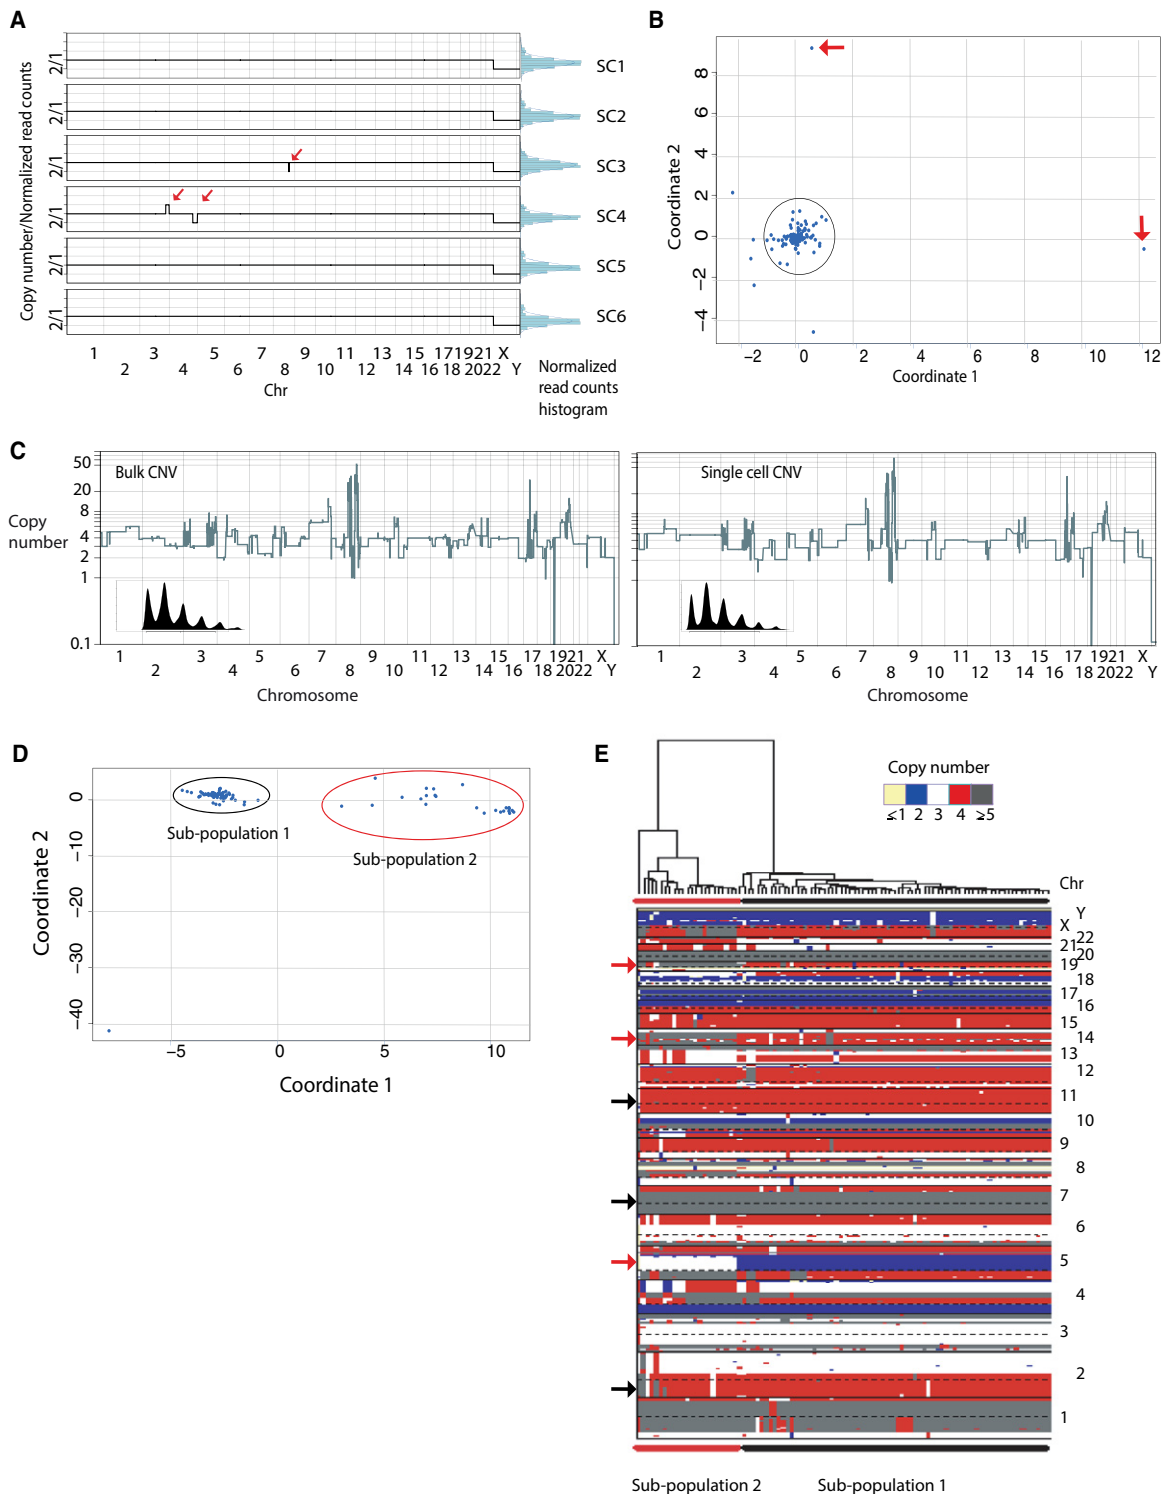 A
Copy number/Normalized read counts
2/1
SC1
2/1
SC2
2/1
SC3
2/1
SC4
2/1
SC5
2/1
SC6
1 3 5 7 9 11 13 15 17 19 21 X
2 4 6 8 10 12 14 16 18 20 22 Y
Chr
Normalized
read counts
histogram
B
Coordinate 2
8
6
4
2
0
−2
−4
−2 0 2 4 6 8 10 12
Coordinate 1
C
Copy
number
50
20
8
4
2
1
0.1
Bulk CNV
1 3 5 7 9 11 13 15 17 19 21 X
2 4 6 8 10 12 14 16 18 20 22 Y
Chromosome
Single cell CNV
1 3 5 7 9 11 13 15 17 19 21 X
2 4 6 8 10 12 14 16 18 20 22 Y
Chromosome
D
Coordinate 2
0
−10
−20
−30
−40
Sub-population 1
Sub-population 2
−5 0 5 10
Coordinate 1
E
Copy number
≤1 2 3 4 ≥5
Chr
Y
X
22
21
20
19
18
17
16
15
14
13
12
11
10
9
8
7
6
5
4
3
2
1
Sub-population 2 Sub-population 1